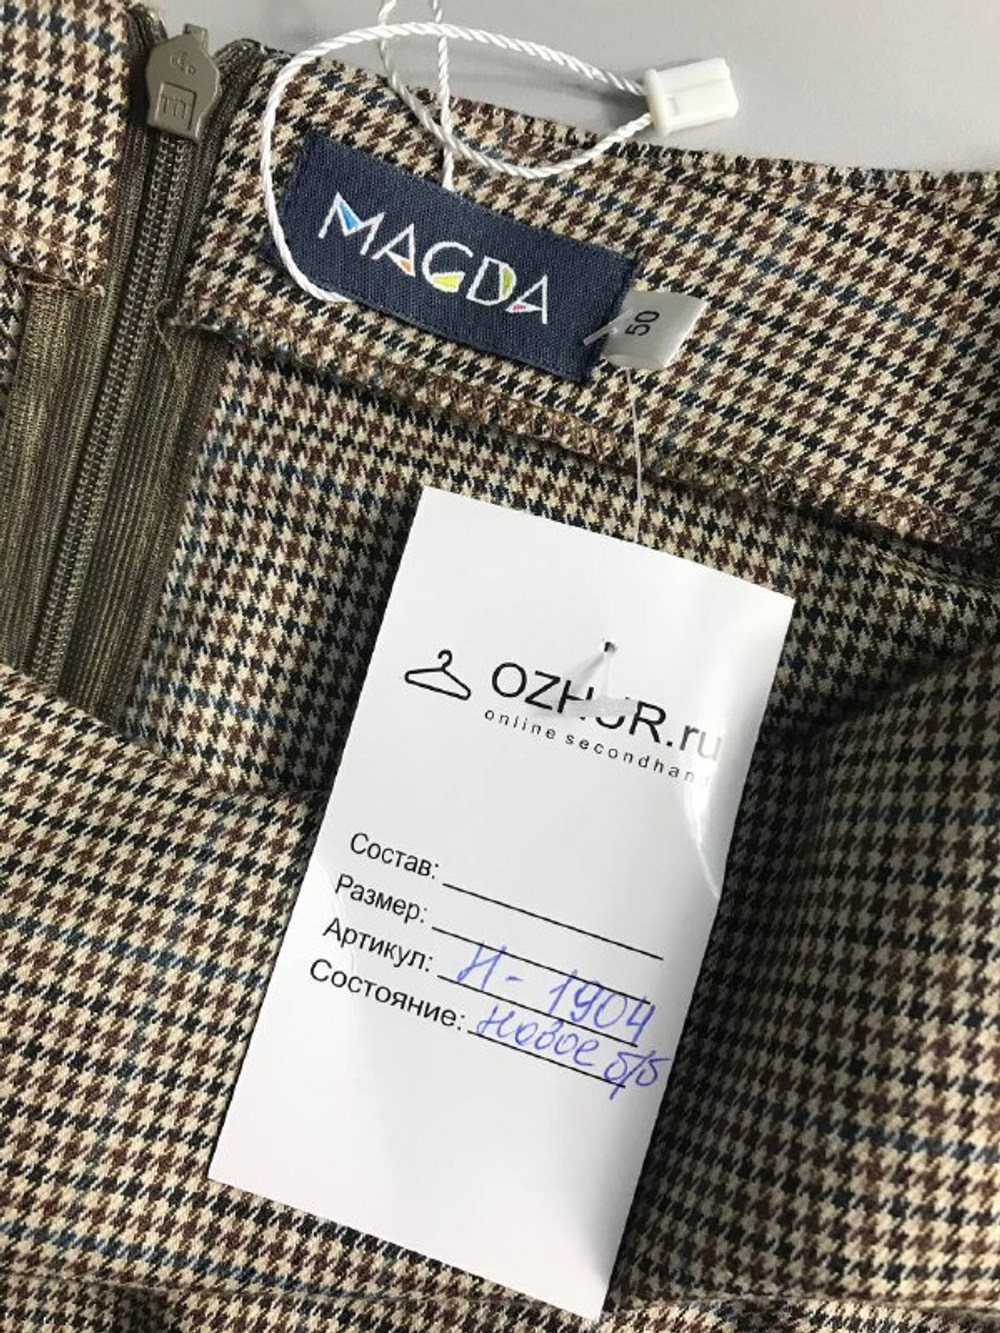 MAGDA
50
OZHUR.ru
online secondhand
Состав:
Размер:
Артикул: Н-1904
Состояние: Новое б/б